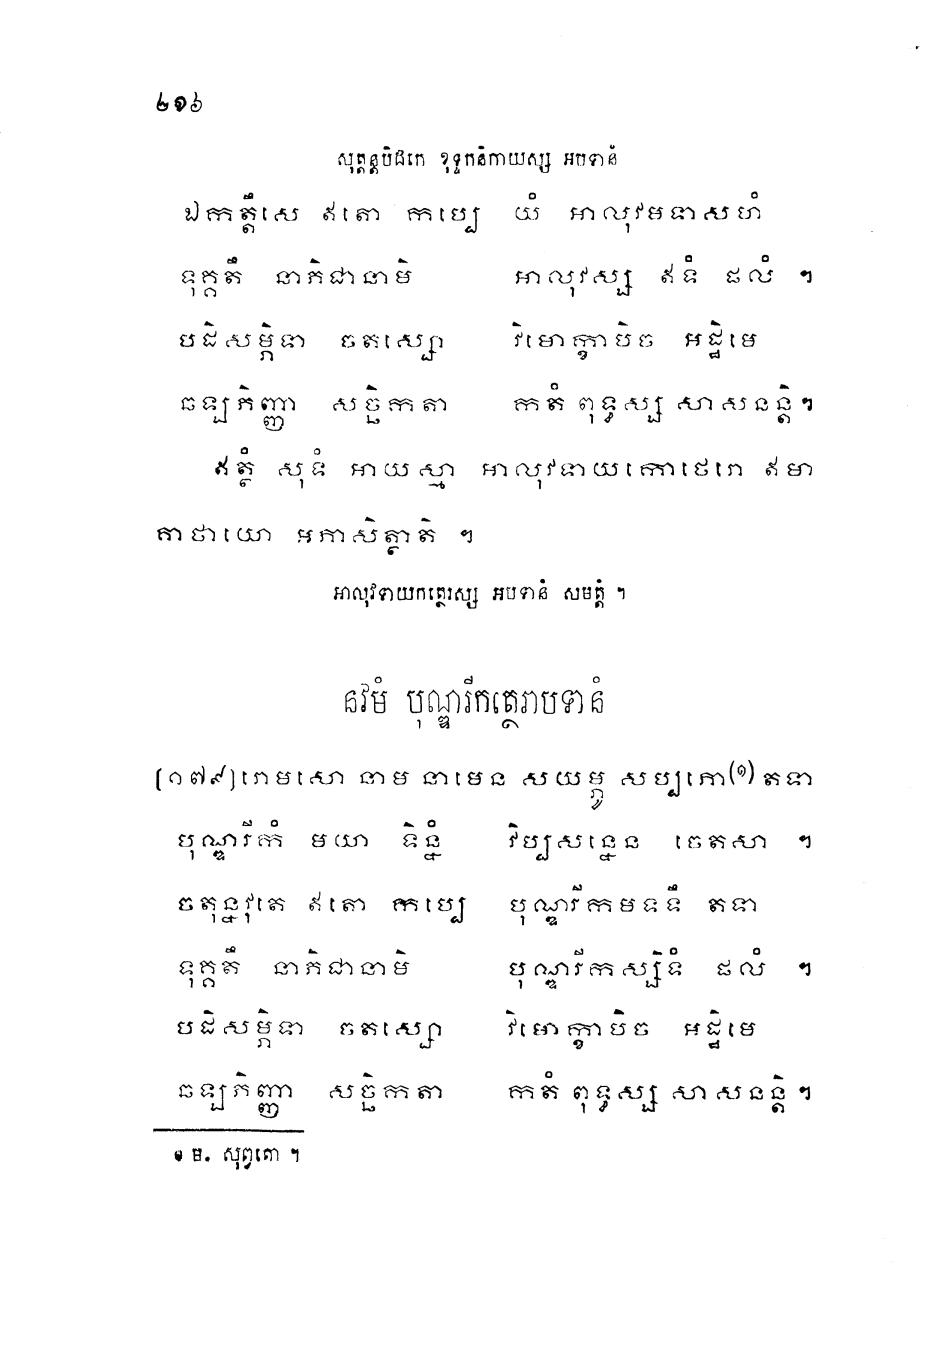 ២១៦
សុត្តន្តបិដកេ ខុទ្ទកនិកាយស្ស អបទានំ
ឯកត្តឹសេ ឥតោ កប្បេ យំ អាលុវមទាសហំ
ទុគ្គតឹ នាភិជានាមិ អាលុវស្ស ឥទំ ផលំ ។
បដិសម្ភិទា ចតស្សោ វិមោក្ខាបិច អដ្ឋិមេ
ឆឡភិញ្ញា សច្ឆិកតា កតំ ពុទ្ធស្ស សាសនន្តិ។
ឥត្ថំ សុទំ អាយស្មា អាលុវទាយកោ ថេរោ ឥមា
គាថាយោ អភាសិត្ថាតិ ។
អាលុវទាយកត្ថេរស្ស អបទានំ សមត្តំ ។
នវមំ បុណ្ឌរីកត្ថេរាបទានំ
[១៧៩] រោមសោ នាម នាមេន សយម្ភូ សប្បភោ(១) តទា
បុណ្ឌរីកំ មយា ទិន្នំ វិប្បសន្នេន ចេតសា ។
ចតុន្នវុតេ ឥតោ កប្បេ បុណ្ឌរីកមទទឹ តទា
ទុគ្គតឹ នាភិជានាមិ បុណ្ឌរីកស្សិទំ ផលំ ។
បដិសម្ភិទា ចតស្សោ វិមោក្ខាបិច អដ្ឋិមេ
ឆឡភិញ្ញា សច្ឆិកតា កតំ ពុទ្ធស្ស សាសនន្តិ ។
១ ម. សុព្វតោ ។